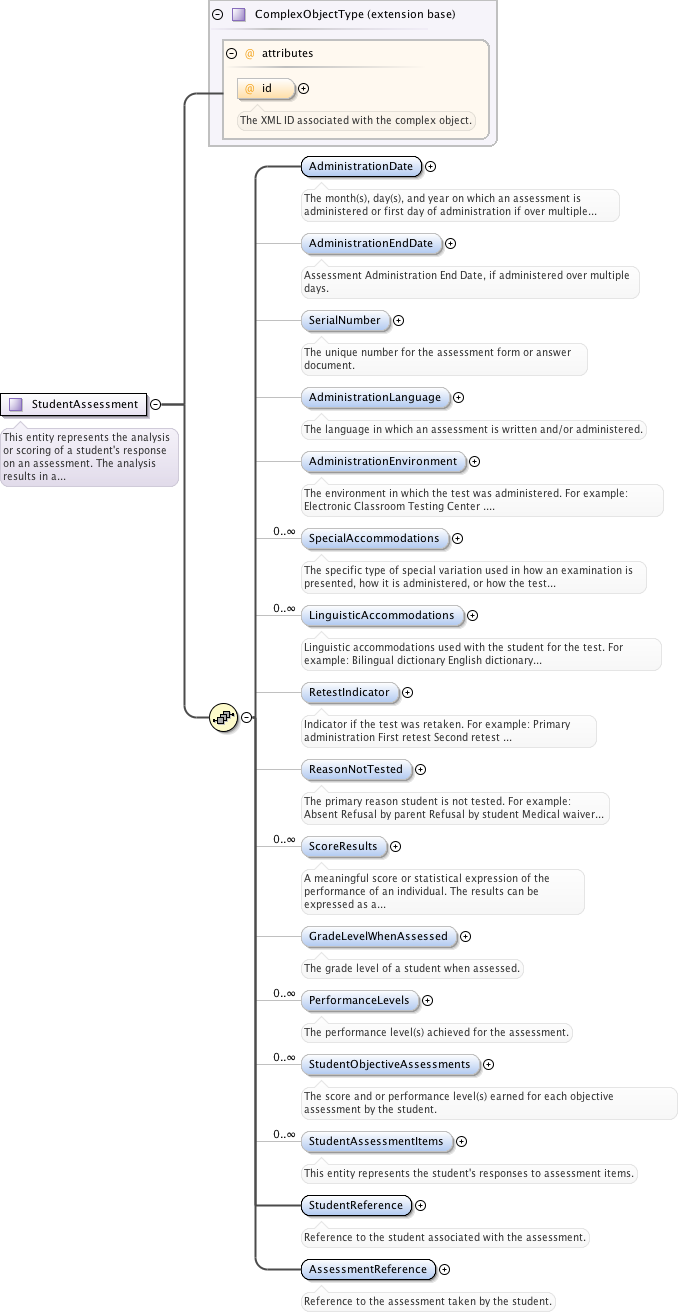 ComplexObjectType (extension base)
@ attributes
@ id
The XML ID associated with the complex object.
AdministrationDate
The month(s), day(s), and year on which an assessment is
administered or first day of administration if over multiple...
AdministrationEndDate
Assessment Administration End Date, if administered over multiple
days.
SerialNumber
The unique number for the assessment form or answer
document.
StudentAssessment
This entity represents the analysis
or scoring of a student's response
on an assessment. The analysis
results in a...
AdministrationLanguage
The language in which an assessment is written and/or administered.
AdministrationEnvironment
The environment in which the test was administered. For example:
Electronic Classroom Testing Center ....
0..∞
SpecialAccommodations
The specific type of special variation used in how an examination is
presented, how it is administered, or how the test...
0..∞
LinguisticAccommodations
Linguistic accommodations used with the student for the test. For
example: Bilingual dictionary English dictionary...
RetestIndicator
Indicator if the test was retaken. For example: Primary
administration First retest Second retest ...
ReasonNotTested
The primary reason student is not tested. For example:
Absent Refusal by parent Refusal by student Medical waiver...
0..∞
ScoreResults
A meaningful score or statistical expression of the
performance of an individual. The results can be
expressed as a...
GradeLevelWhenAssessed
The grade level of a student when assessed.
0..∞
PerformanceLevels
The performance level(s) achieved for the assessment.
0..∞
StudentObjectiveAssessments
The score and or performance level(s) earned for each objective
assessment by the student.
0..∞
StudentAssessmentItems
This entity represents the student's responses to assessment items.
StudentReference
Reference to the student associated with the assessment.
AssessmentReference
Reference to the assessment taken by the student.